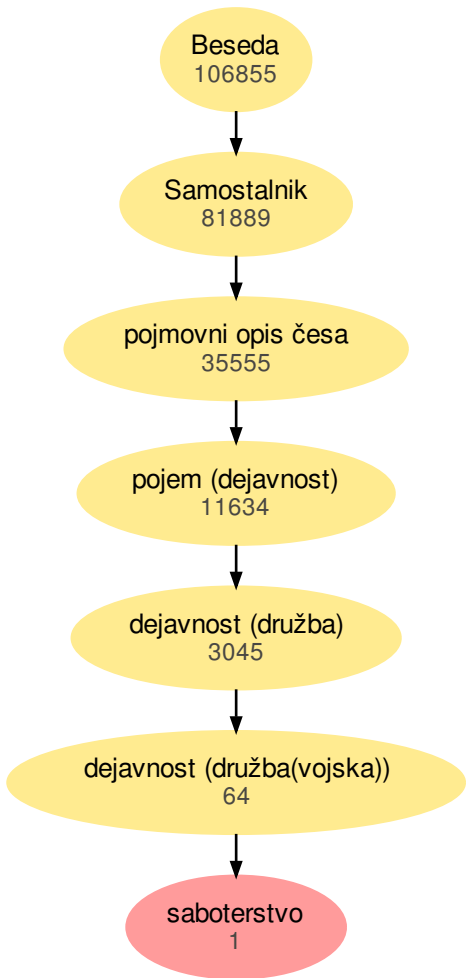 Beseda
106855
Samostalnik
81889
pojmovni opis česa
35555
pojem (dejavnost)
11634
dejavnost (družba)
3045
dejavnost (družba(vojska))
64
saboterstvo
1